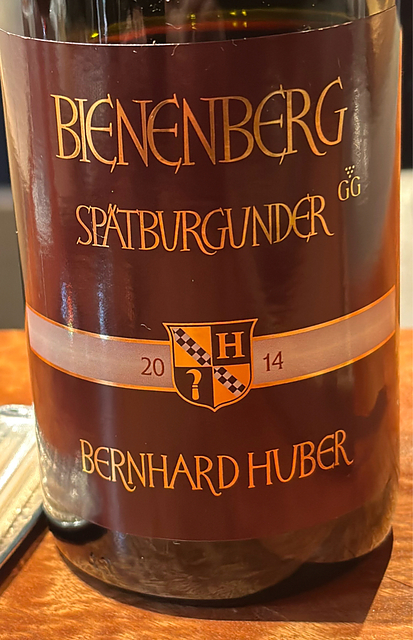 BIENENBERG
GG
SPÄTBURGUNDER
20 H 14
BERNHARD HUBER